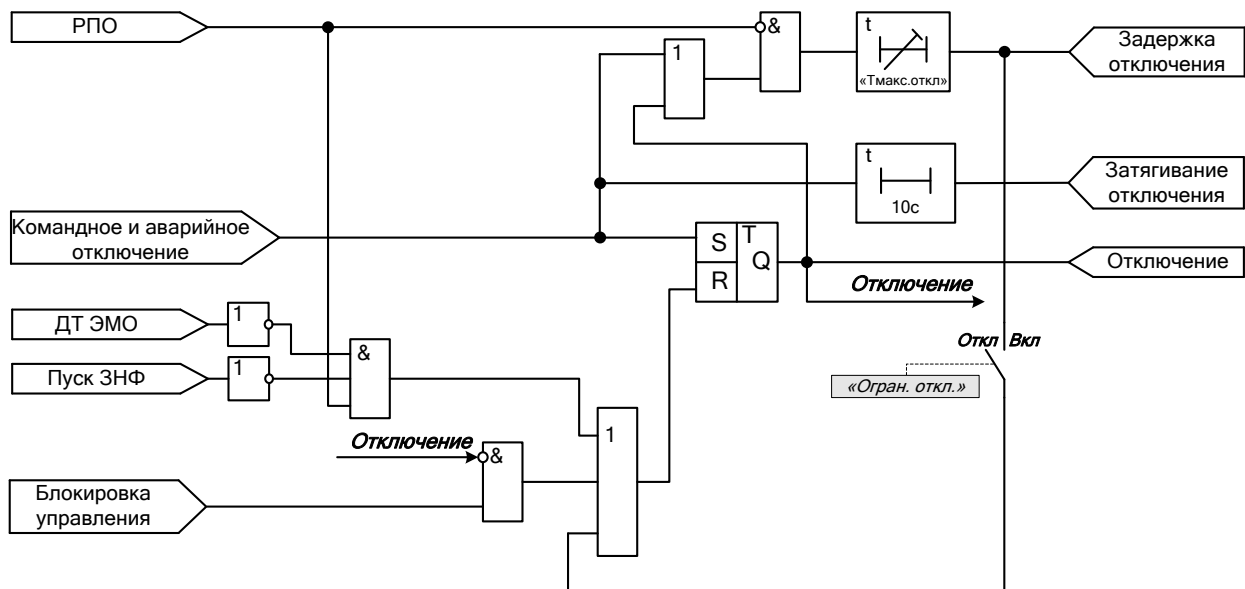 РПО
&
t
«Тмакс.откл»
Задержка
отключения
1
t
10с
Затягивание
отключения
Командное и аварийное
отключение
S
T
Q
R
Отключение
Отключение
ДТ ЭМО
1
&
Откл Вкл
Пуск ЗНФ
1
«Огран. откл.»
Отключение
&
1
Блокировка
управления